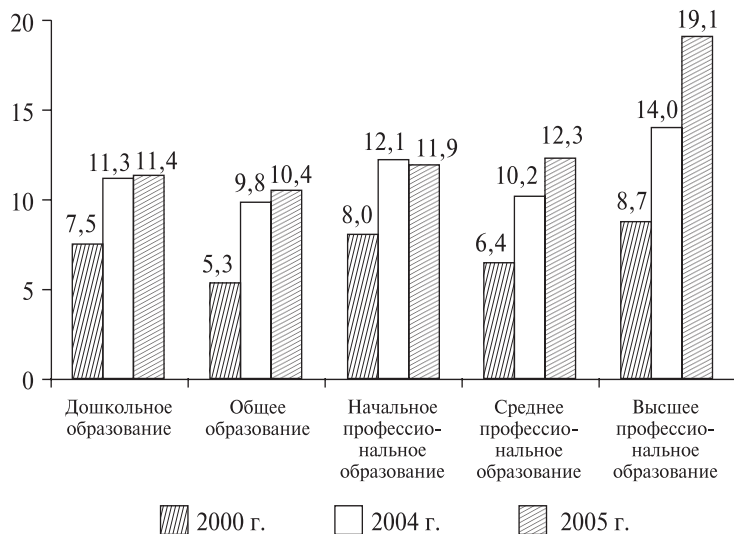 20
15
10
5
0
7,5
11,3
11,4
5,3
9,8
10,4
8,0
12,1
11,9
6,4
10,2
12,3
8,7
14,0
19,1
Дошкольное
образование
Общее
образование
Начальное
профессио-
нальное
образование
Среднее
профессио-
нальное
образование
Высшее
профессио-
нальное
образование
2000 г.
2004 г.
2005 г.